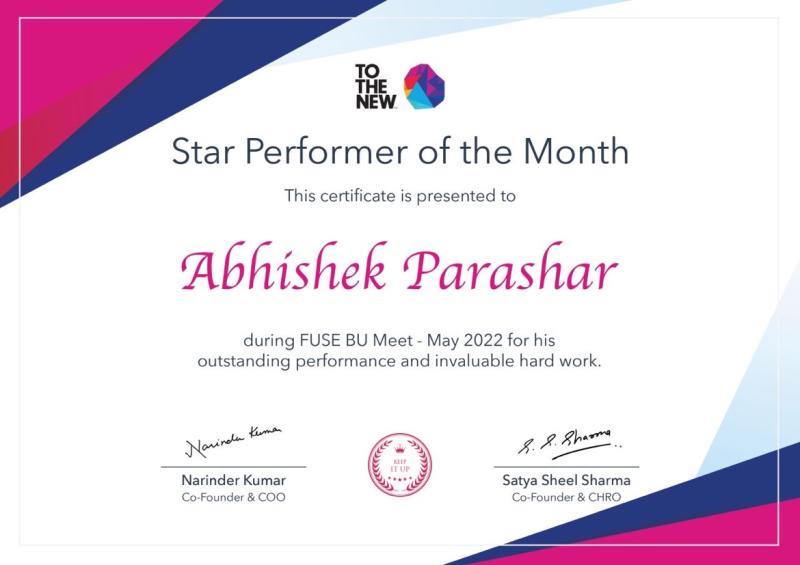 TO
THE
NEW™
Star Performer of the Month
This certificate is presented to
Abhishek Parashar
during FUSE BU Meet - May 2022 for his
outstanding performance and invaluable hard work.
Narinder Kumar
S. S. Sharma
Narinder Kumar
Co-Founder & COO
KEEP
IT UP
Satya Sheel Sharma
Co-Founder & CHRO